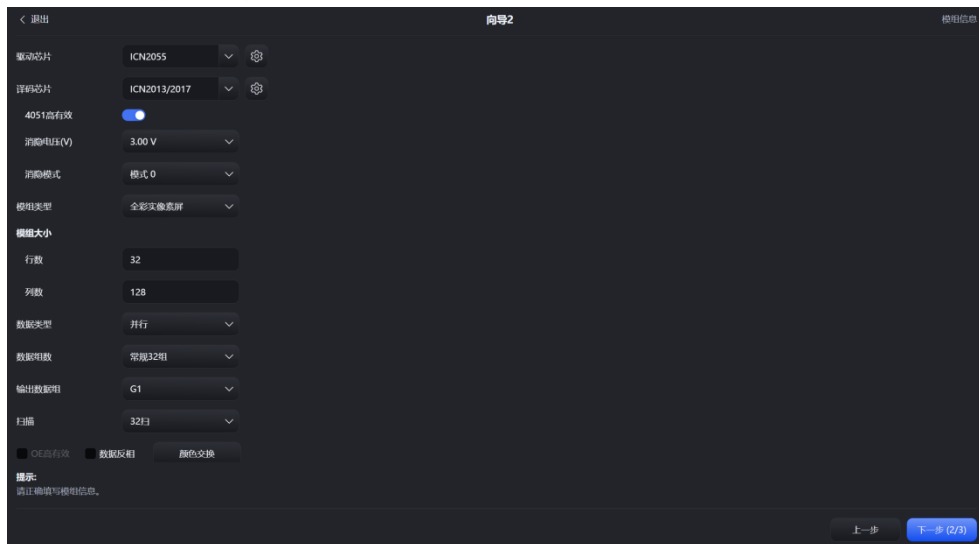 退出
向导2
模组信息
驱动芯片 ICN2055
译码芯片 ICN2013/2017
4051高有效
消隐电压(V) 3.00 V
消隐模式 模式 0
模组类型 全彩实像素屏
模组大小
行数 32
列数 128
数据类型 并行
数据组数 常规32组
输出数据组 G1
扫描 32扫
OE高有效 数据反相 颜色交换
提示:
请正确填写模组信息。
上一步 下一步 (2/3)